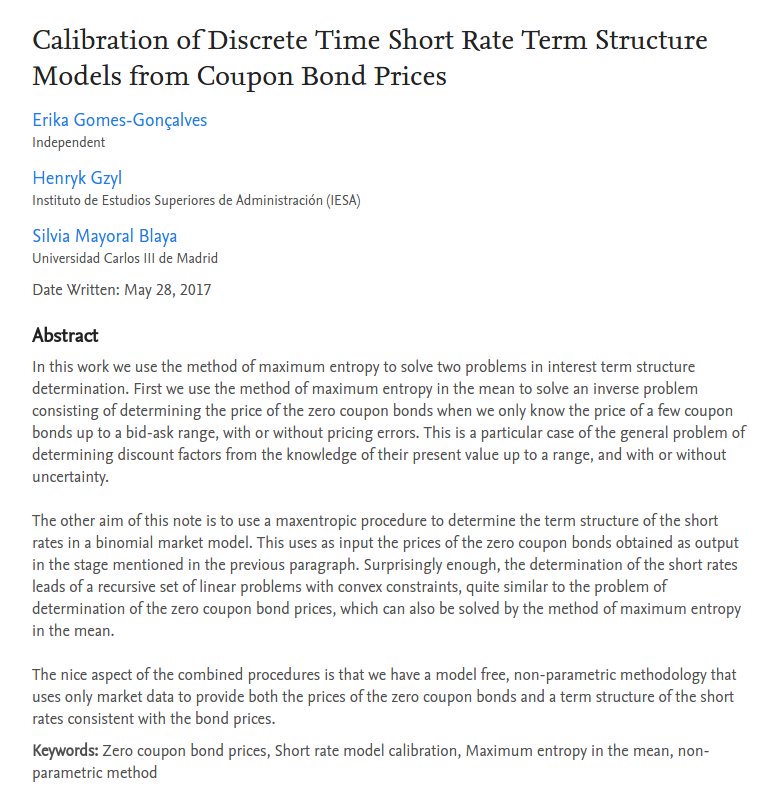 Calibration of Discrete Time Short Rate Term Structure
Models from Coupon Bond Prices
Erika Gomes-Gonçalves
Independent
Henryk Gzyl
Instituto de Estudios Superiores de Administración (IESA)
Silvia Mayoral Blaya
Universidad Carlos III de Madrid
Date Written: May 28, 2017
Abstract
In this work we use the method of maximum entropy to solve two problems in interest term structure
determination. First we use the method of maximum entropy in the mean to solve an inverse problem
consisting of determining the price of the zero coupon bonds when we only know the price of a few coupon
bonds up to a bid-ask range, with or without pricing errors. This is a particular case of the general problem of
determining discount factors from the knowledge of their present value up to a range, and with or without
uncertainty.
The other aim of this note is to use a maxentropic procedure to determine the term structure of the short
rates in a binomial market model. This uses as input the prices of the zero coupon bonds obtained as output
in the stage mentioned in the previous paragraph. Surprisingly enough, the determination of the short rates
leads of a recursive set of linear problems with convex constraints, quite similar to the problem of
determination of the zero coupon bond prices, which can also be solved by the method of maximum entropy
in the mean.
The nice aspect of the combined procedures is that we have a model free, non-parametric methodology that
uses only market data to provide both the prices of the zero coupon bonds and a term structure of the short
rates consistent with the bond prices.
Keywords: Zero coupon bond prices, Short rate model calibration, Maximum entropy in the mean, non-
parametric method